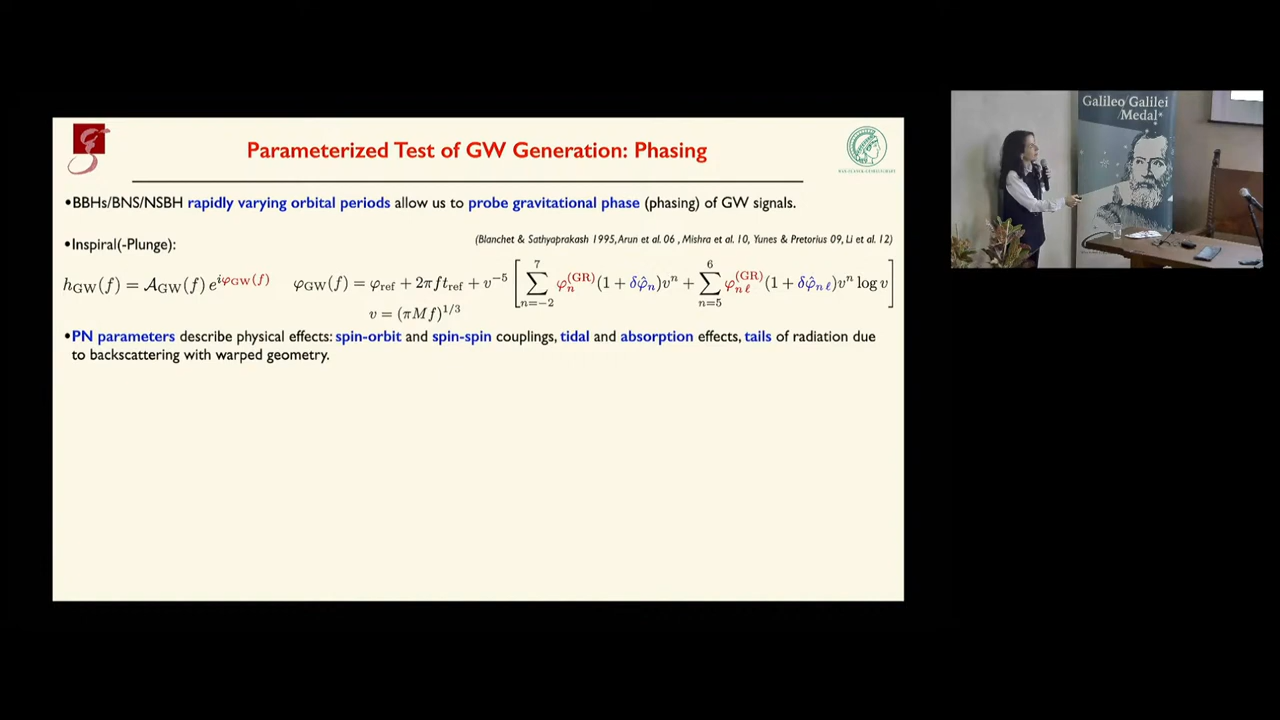 Parameterized Test of GW Generation: Phasing
•BBHs/BNS/NSBH rapidly varying orbital periods allow us to probe gravitational phase (phasing) of GW signals.
•Inspiral(-Plunge):
(Blanchet & Sathyaprakash 1995, Arun et al. 06 , Mishra et al. 10, Yunes & Pretorius 09, Li et al. 12)
h_GW(f) = A_GW(f) e^{iφ_GW(f)}   φ_GW(f) = φ_ref + 2πf t_ref + v^{-5} [ ∑_{n=-2}^{7} φ_n^{(GR)} (1 + δφ̂_n) v^n + ∑_{n=5}^{6} φ_{nℓ}^{(GR)} (1 + δφ̂_{nℓ}) v^n log v ]
v = (πMf)^{1/3}
•PN parameters describe physical effects: spin-orbit and spin-spin couplings, tidal and absorption effects, tails of radiation due
to backscattering with warped geometry.
Galileo/Galilei
/Medal*